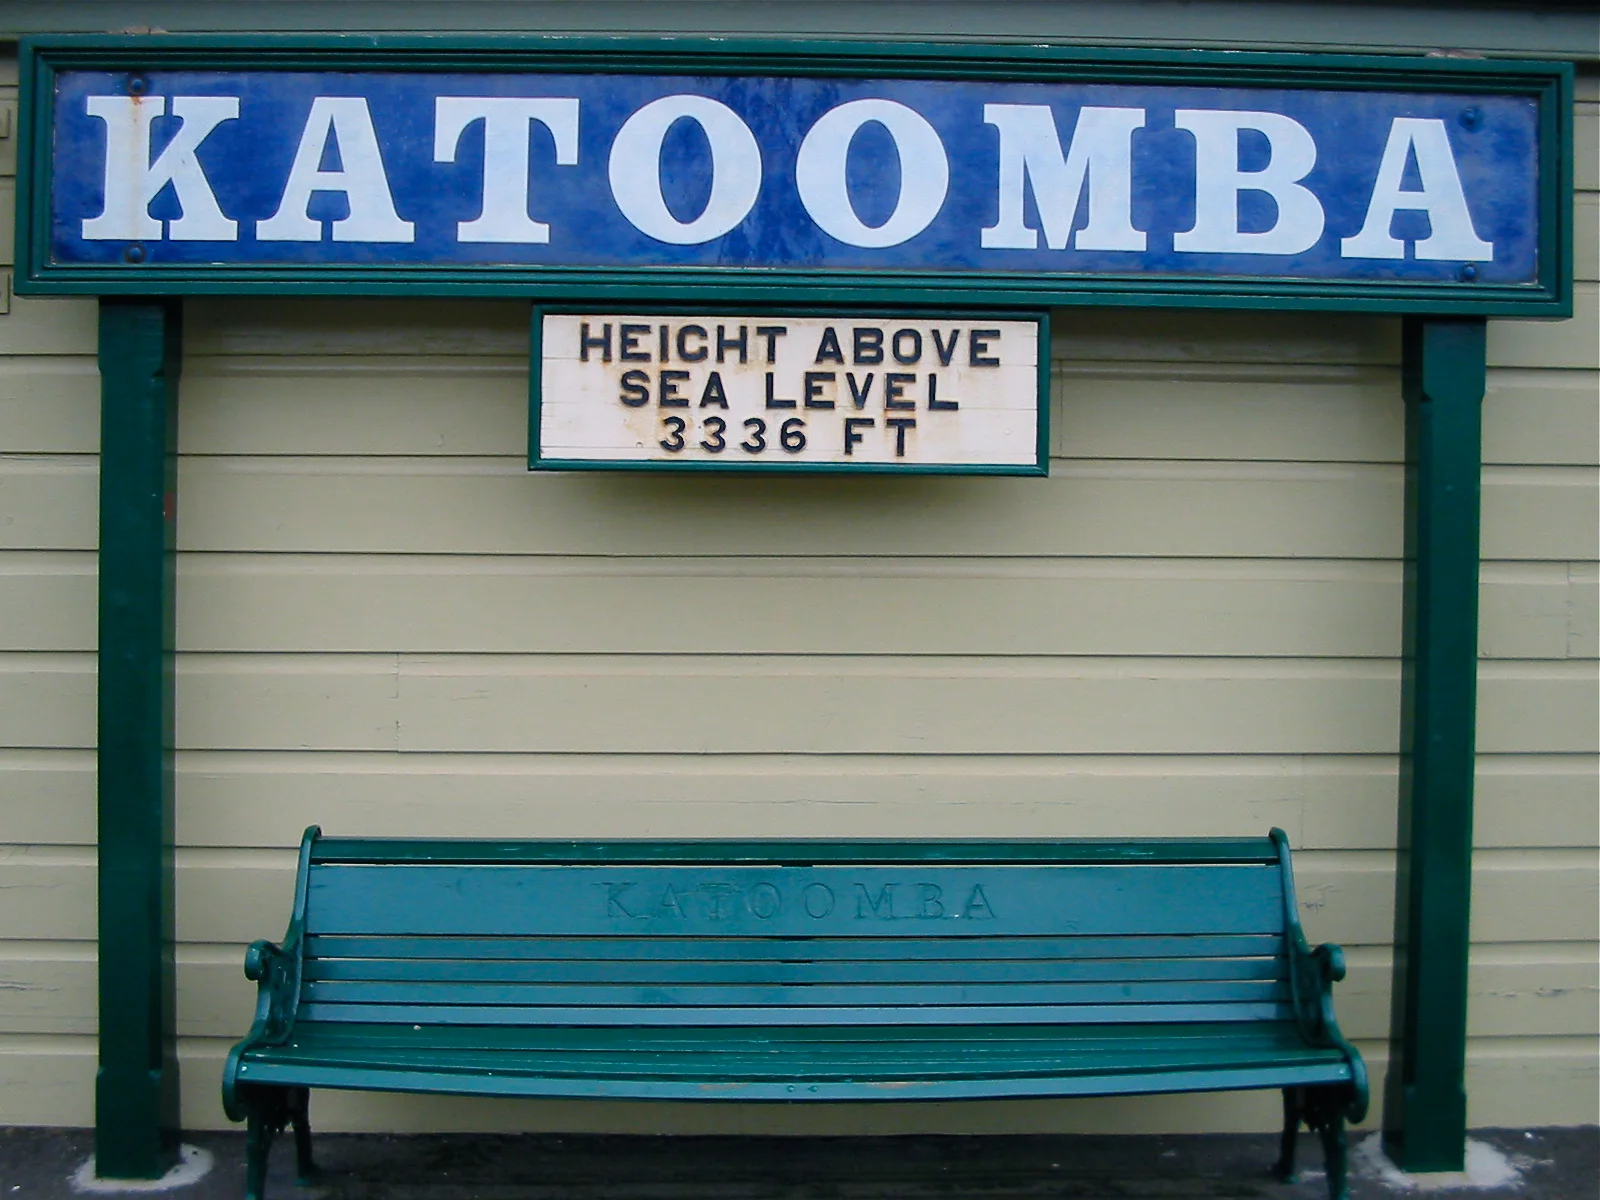 KATOOMBA
HEIGHT ABOVE
SEA LEVEL
3336 FT
KATOOMBA